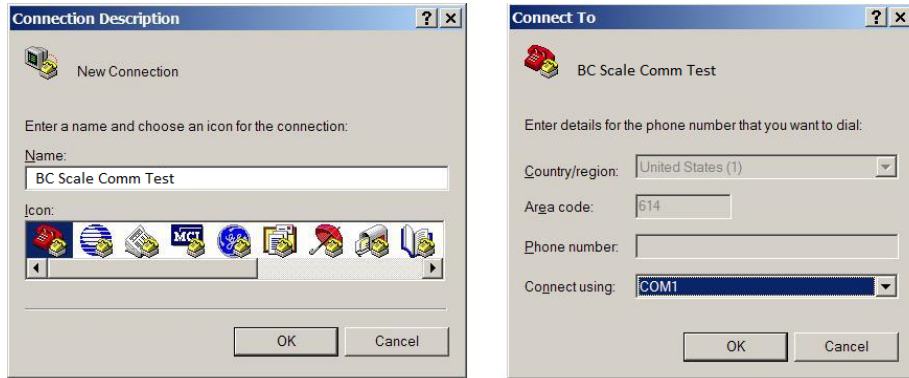 Connection Description
New Connection
Enter a name and choose an icon for the connection:
Name:
BC Scale Comm Test
Icon:
MCI
OK Cancel
Connect To
BC Scale Comm Test
Enter details for the phone number that you want to dial:
Country/region: United States (1)
Area code: 614
Phone number:
Connect using: COM1
OK Cancel